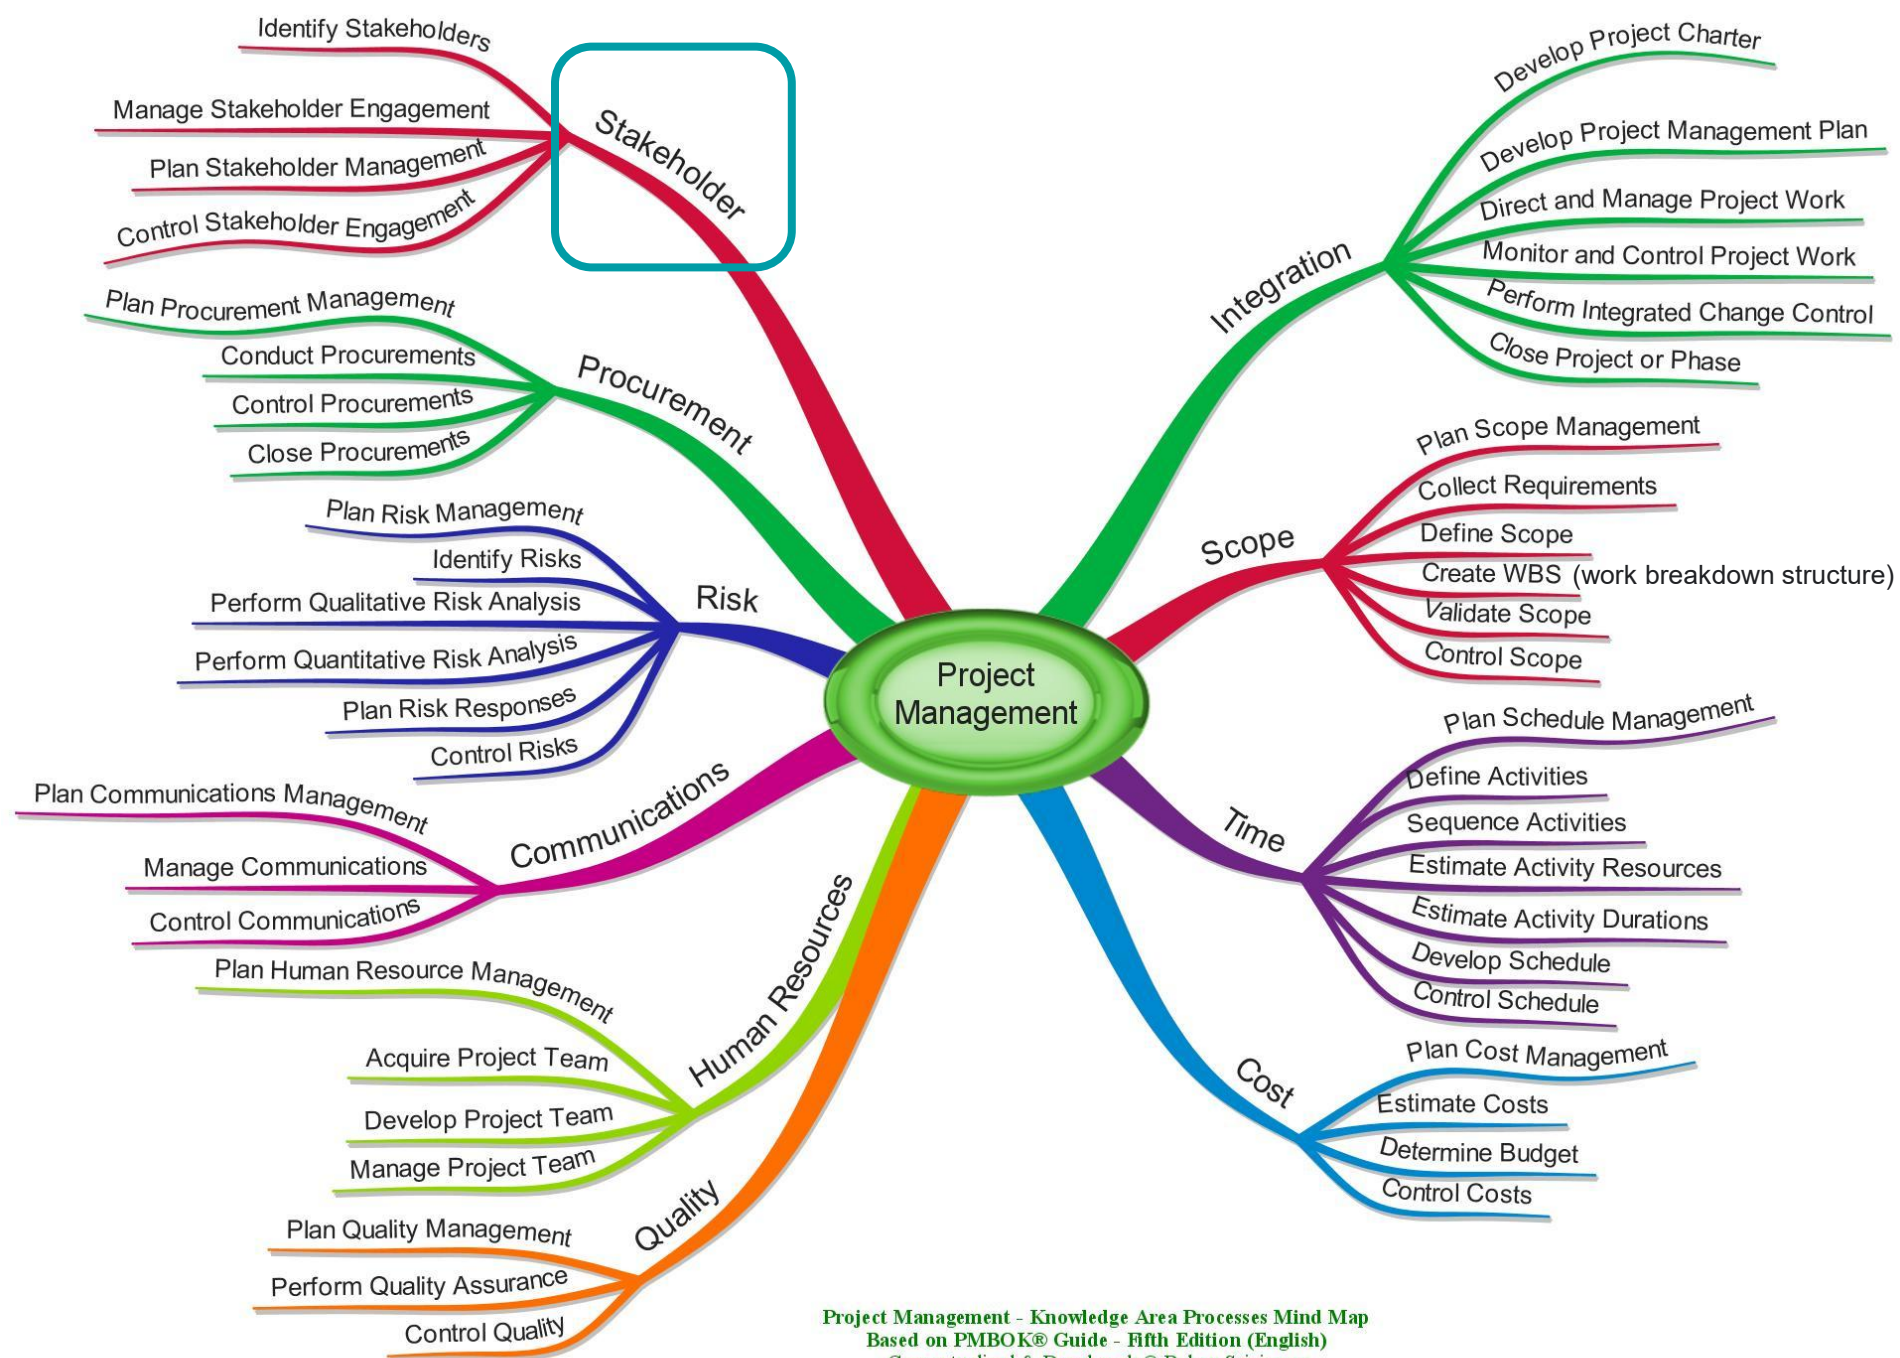 Identify Stakeholders
Manage Stakeholder Engagement
Plan Stakeholder Management
Control Stakeholder Engagement
Stakeholder
Plan Procurement Management
Conduct Procurements
Control Procurements
Close Procurements
Procurement
Plan Risk Management
Identify Risks
Perform Qualitative Risk Analysis
Perform Quantitative Risk Analysis
Plan Risk Responses
Control Risks
Risk
Plan Communications Management
Manage Communications
Control Communications
Communications
Plan Human Resource Management
Acquire Project Team
Develop Project Team
Manage Project Team
Human Resources
Plan Quality Management
Perform Quality Assurance
Control Quality
Quality
Project
Management
Integration
Develop Project Charter
Develop Project Management Plan
Direct and Manage Project Work
Monitor and Control Project Work
Perform Integrated Change Control
Close Project or Phase
Scope
Plan Scope Management
Collect Requirements
Define Scope
Create WBS (work breakdown structure)
Validate Scope
Control Scope
Time
Plan Schedule Management
Define Activities
Sequence Activities
Estimate Activity Resources
Estimate Activity Durations
Develop Schedule
Control Schedule
Cost
Plan Cost Management
Estimate Costs
Determine Budget
Control Costs
Project Management - Knowledge Area Processes Mind Map
Based on PMBOK® Guide - Fifth Edition (English)